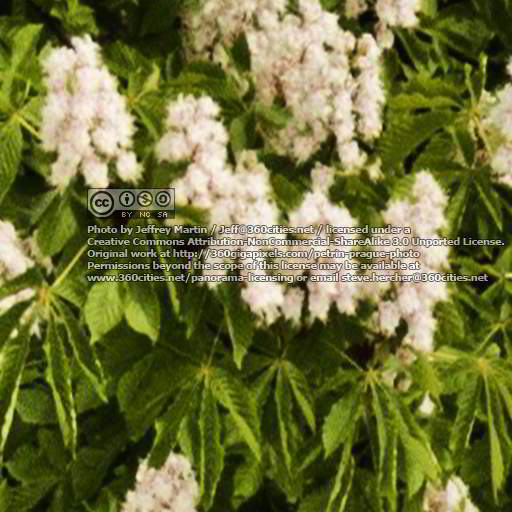 cc BY NC SA
Photo by Jeffrey Martin / Jeff@360cities.net / licensed under a
Creative Commons Attribution-NonCommercial-ShareAlike 3.0 Unported License.
Original work at http://360gigapixels.com/petrin-prague-photo
Permissions beyond the scope of this license may be available at
www.360cities.net/panorama-licensing or email steve.hercher@360cities.net